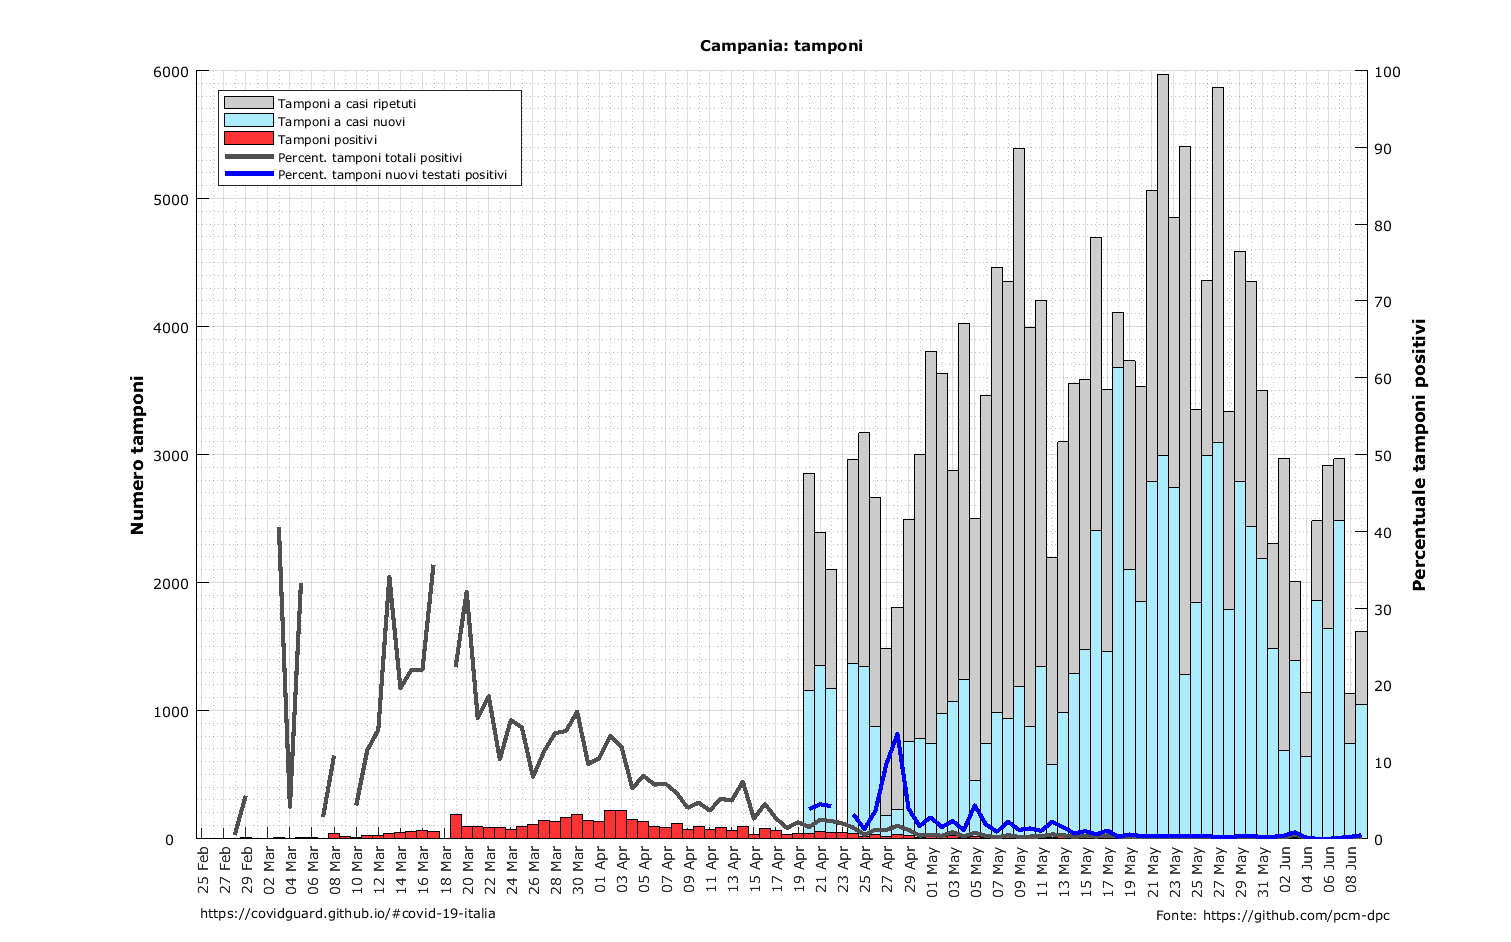 Campania: tamponi
6000
5000
4000
3000
2000
1000
0
100
90
80
70
60
50
40
30
20
10
0
Numero tamponi
Percentuale tamponi positivi
Tamponi a casi ripetuti
Tamponi a casi nuovi
Tamponi positivi
Percent. tamponi totali positivi
Percent. tamponi nuovi testati positivi
25 Feb
27 Feb
29 Feb
02 Mar
04 Mar
06 Mar
08 Mar
10 Mar
12 Mar
14 Mar
16 Mar
18 Mar
20 Mar
22 Mar
24 Mar
26 Mar
28 Mar
30 Mar
01 Apr
03 Apr
05 Apr
07 Apr
09 Apr
11 Apr
13 Apr
15 Apr
17 Apr
19 Apr
21 Apr
23 Apr
25 Apr
27 Apr
29 Apr
01 May
03 May
05 May
07 May
09 May
11 May
13 May
15 May
17 May
19 May
21 May
23 May
25 May
27 May
29 May
31 May
02 Jun
04 Jun
06 Jun
08 Jun
https://covidguard.github.io/#covid-19-italia
Fonte: https://github.com/pcm-dpc